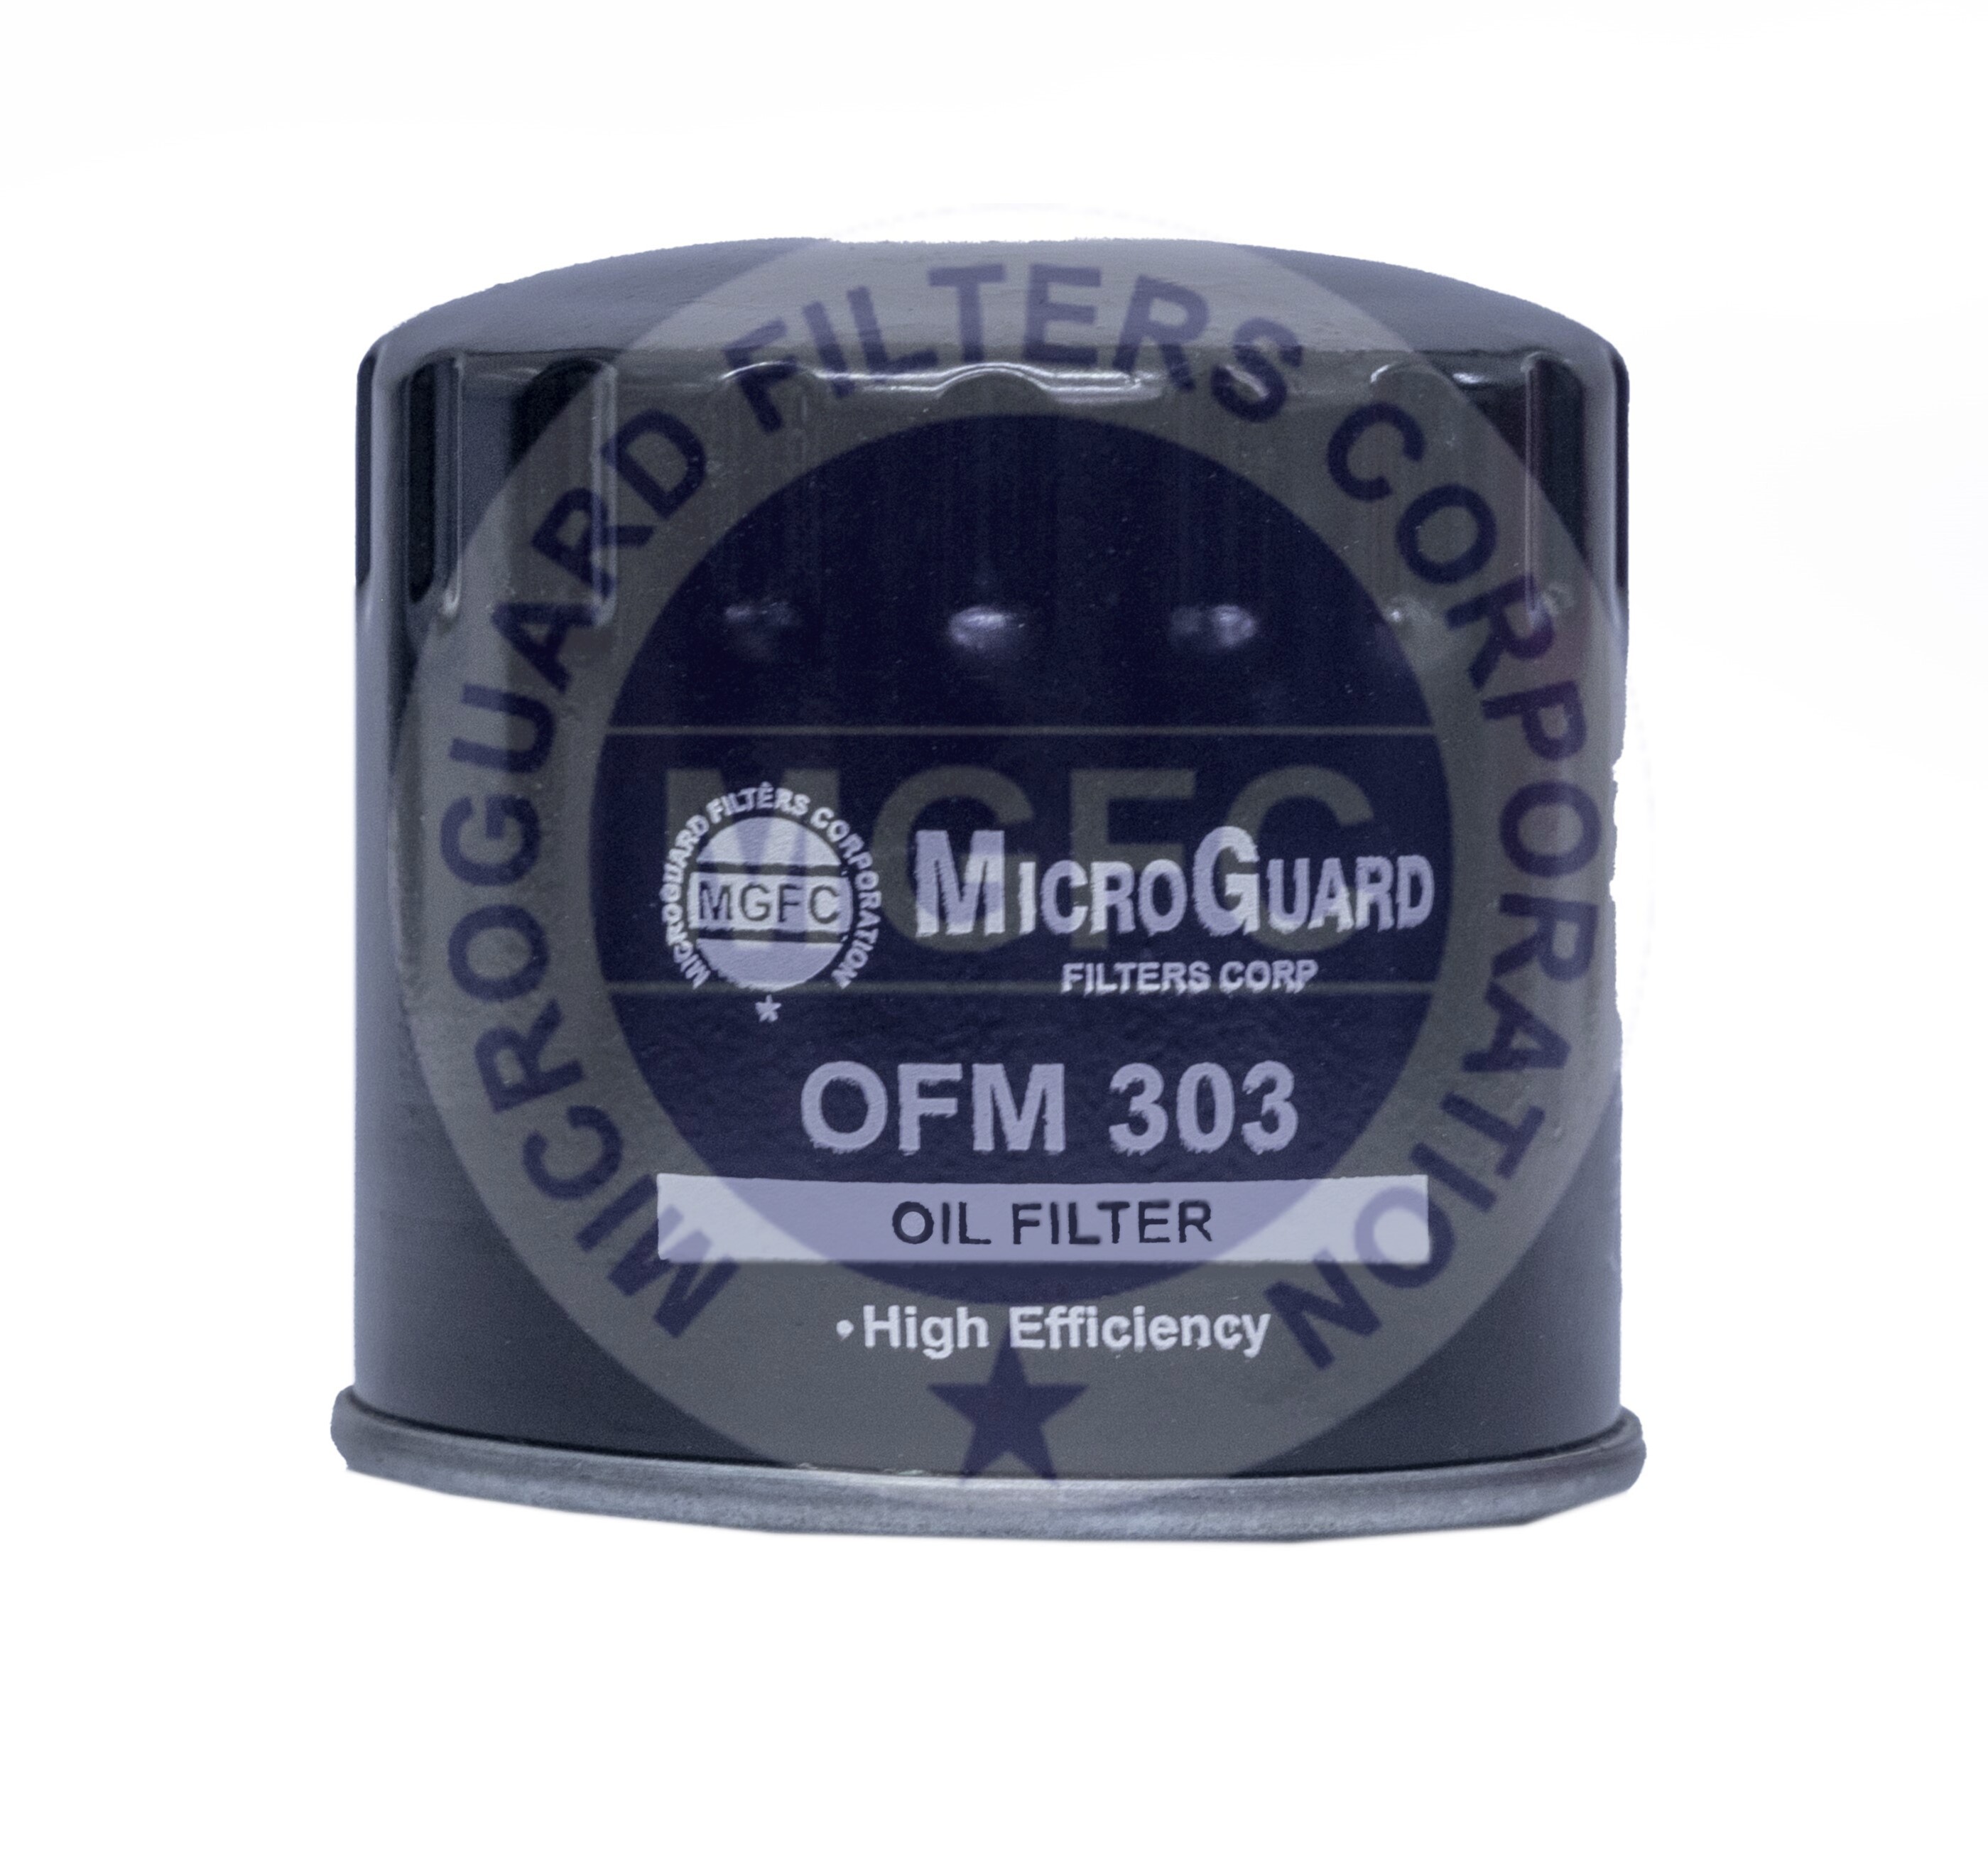 MICROGUARD FILTERS CORPORATION
MGFC
MICROGUARD FILTERS CORPORATION
MGFC
MICROGUARD
FILTERS CORP
OFM 303
OIL FILTER
•High Efficiency